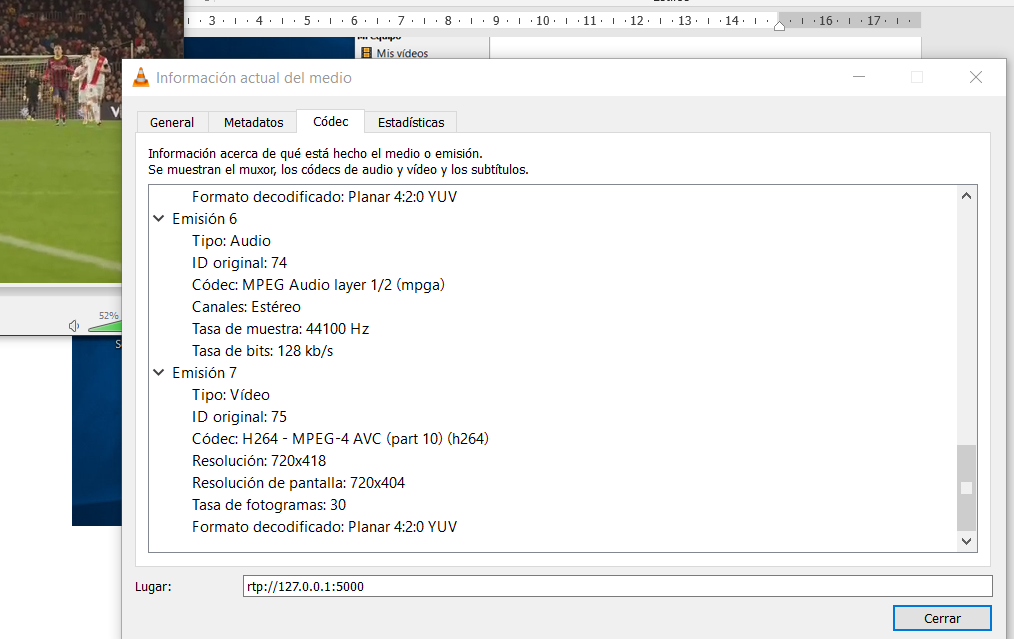 3 4 5 6 7 8 9 10 11 12 13 14 16 17
Mi equipo
Mis vídeos
Información actual del medio
General Metadatos Códec Estadísticas
Información acerca de qué está hecho el medio o emisión.
Se muestran el muxor, los códecs de audio y vídeo y los subtítulos.
Formato decodificado: Planar 4:2:0 YUV
Emisión 6
Tipo: Audio
ID original: 74
Códec: MPEG Audio layer 1/2 (mpga)
Canales: Estéreo
Tasa de muestra: 44100 Hz
Tasa de bits: 128 kb/s
Emisión 7
Tipo: Vídeo
ID original: 75
Códec: H264 - MPEG-4 AVC (part 10) (h264)
Resolución: 720x418
Resolución de pantalla: 720x404
Tasa de fotogramas: 30
Formato decodificado: Planar 4:2:0 YUV
52%
Lugar: rtp://127.0.0.1:5000
Cerrar